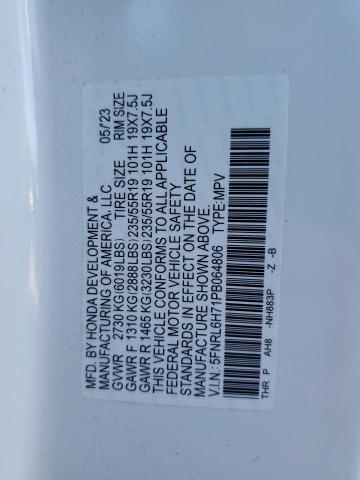 MFD. BY HONDA DEVELOPMENT &
MANUFACTURING OF AMERICA, LLC 05/'23
GVWR 2730 KG(6019LBS) TIRE SIZE RIM SIZE
GAWR F 1310 KG(2888LBS) 235/55R19 101H 19X7.5J
GAWR R 1465 KG(3230LBS) 235/55R19 101H 19X7.5J
THIS VEHICLE CONFORMS TO ALL APPLICABLE
FEDERAL MOTOR VEHICLE SAFETY
STANDARDS IN EFFECT ON THE DATE OF
MANUFACTURE SHOWN ABOVE.
V.I.N.: 5FNRL6H71PB064806 TYPE: MPV
THR P AH8 -NH883P -Z -B